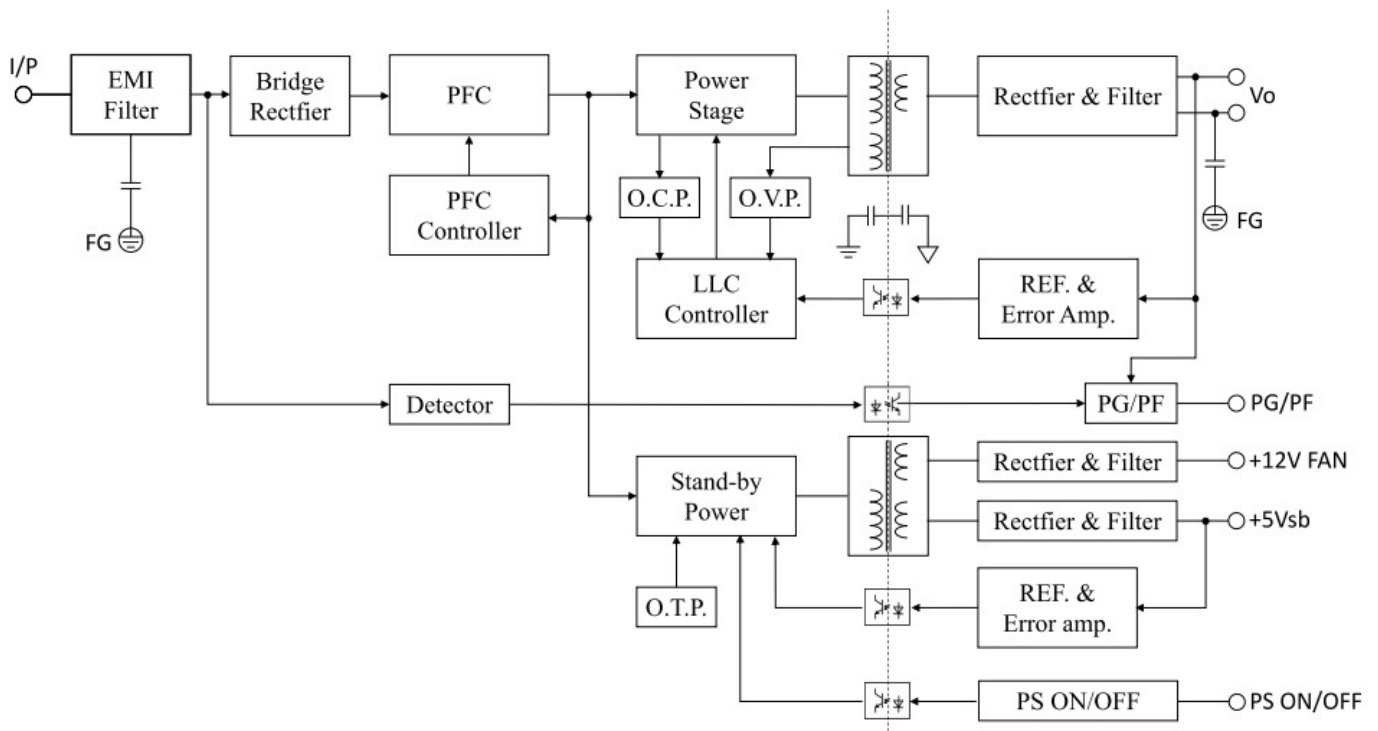 I/P
EMI
Filter
Bridge
Rectfier
PFC
Power
Stage
Rectfier & Filter
Vo
O.C.P.
O.V.P.
PFC
Controller
FG
FG
LLC
Controller
REF. &
Error Amp.
Detector
PG/PF
PG/PF
Stand-by
Power
Rectfier & Filter
+12V FAN
Rectfier & Filter
+5Vsb
O.T.P.
REF. &
Error amp.
PS ON/OFF
PS ON/OFF